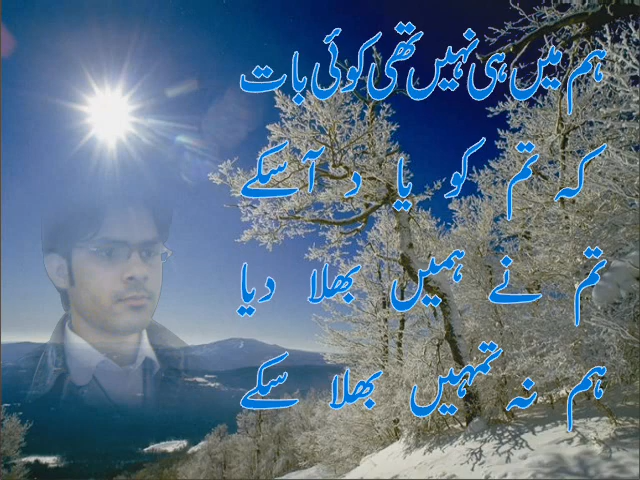 ہم میں ہی نہیں تھی کوئی بات
کہ تم کو یا د آ سکے
تم نے ہمیں بھلا دیا
ہم نہ تمہیں بھلا سکے